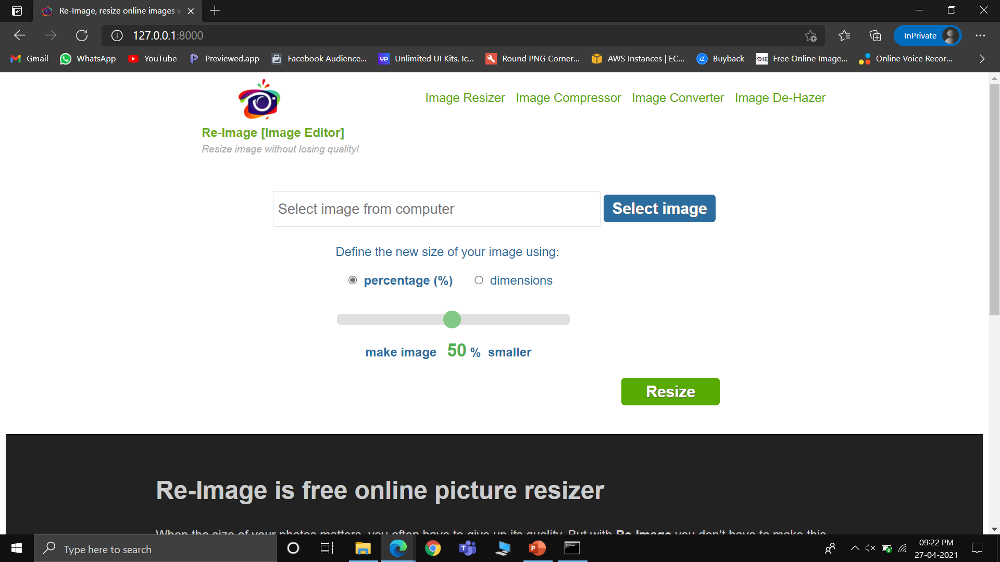 Re-Image, resize online images w
127.0.0.1:8000
InPrivate
Gmail WhatsApp YouTube Previewed.app Facebook Audience... Unlimited UI Kits, Ic... Round PNG Corner... AWS Instances | EC... Buyback Free Online Image... Online Voice Recor...
Image Resizer Image Compressor Image Converter Image De-Hazer
Re-Image [Image Editor]
Resize image without losing quality!
Select image from computer Select image
Define the new size of your image using:
percentage (%) dimensions
make image 50 % smaller
Resize
Re-Image is free online picture resizer
When the size of your photos matters, you often have to give up its quality. But with Re-Image you don't have to make this
Type here to search
09:22 PM
27-04-2021